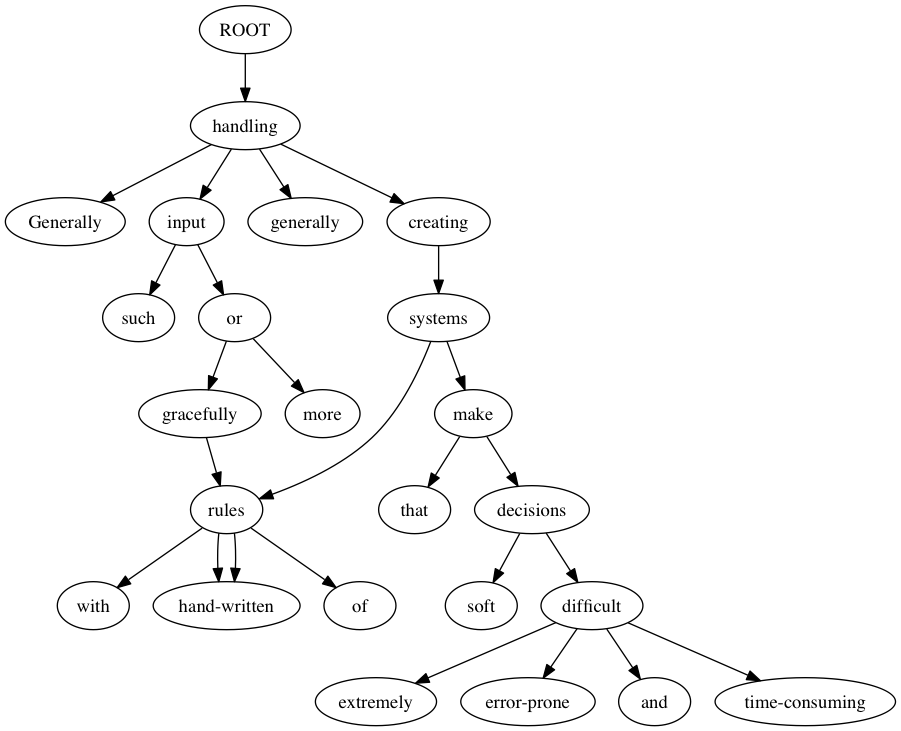 ROOT
handling
Generally input generally creating
such or systems
gracefully more make
rules that decisions
with hand-written of soft difficult
extremely error-prone and time-consuming